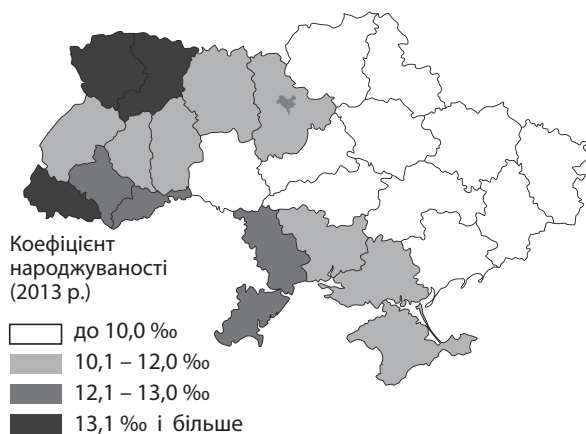 Коефіцієнт
народжуваності
(2013 р.)
до 10,0 ‰
10,1 – 12,0 ‰
12,1 – 13,0 ‰
13,1 ‰ і більше